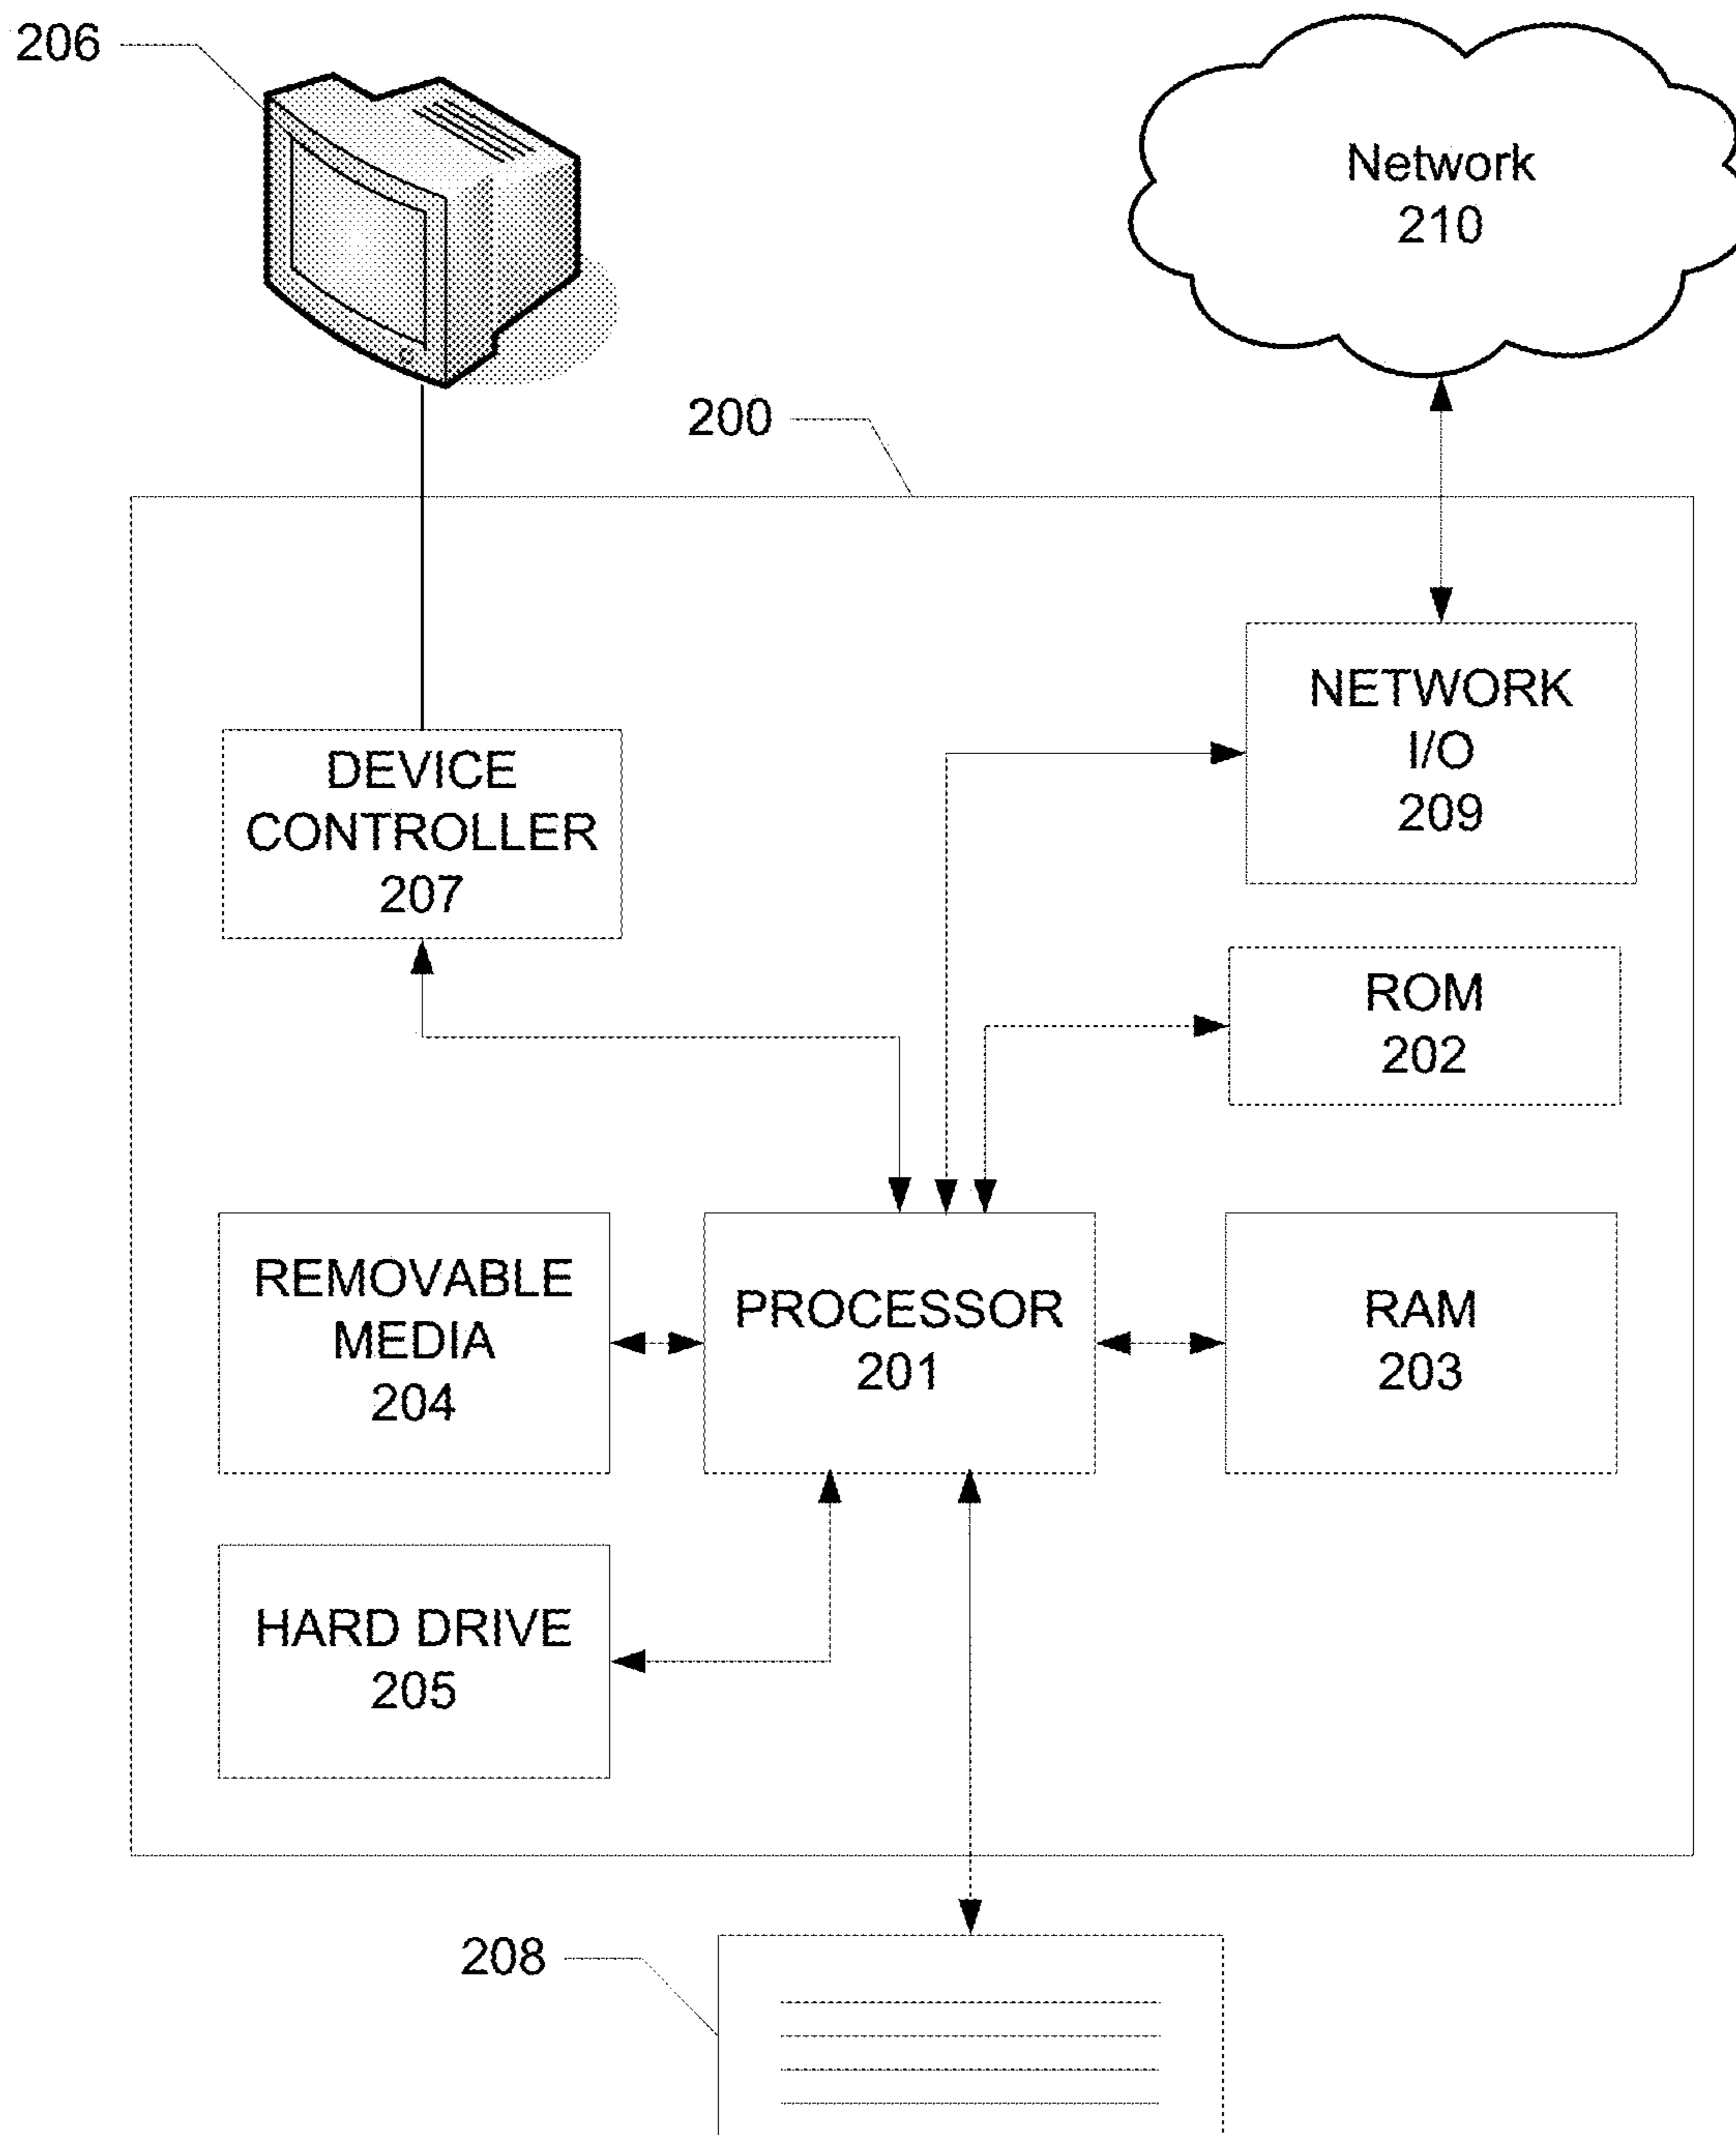 206
Network
210
200
NETWORK
I/O
209
DEVICE
CONTROLLER
207
ROM
202
REMOVABLE
MEDIA
204
PROCESSOR
201
RAM
203
HARD DRIVE
205
208